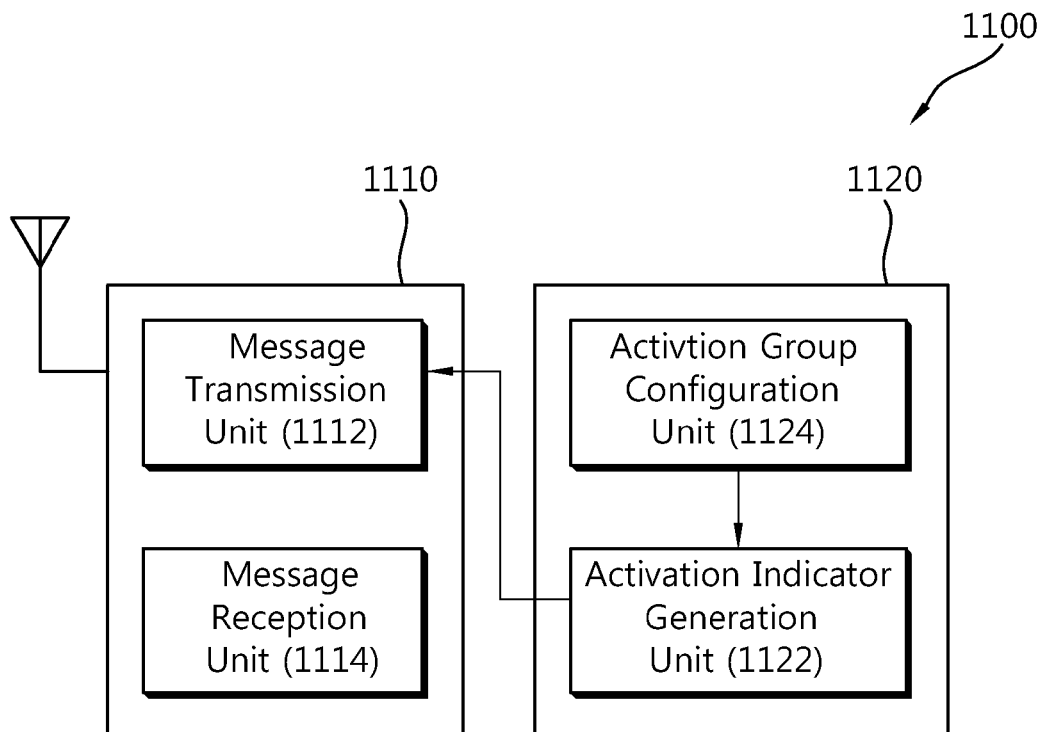 1100
1110
1120
Message
Transmission
Unit (1112)
Activtion Group
Configuration
Unit (1124)
Message
Reception
Unit (1114)
Activation Indicator
Generation
Unit (1122)